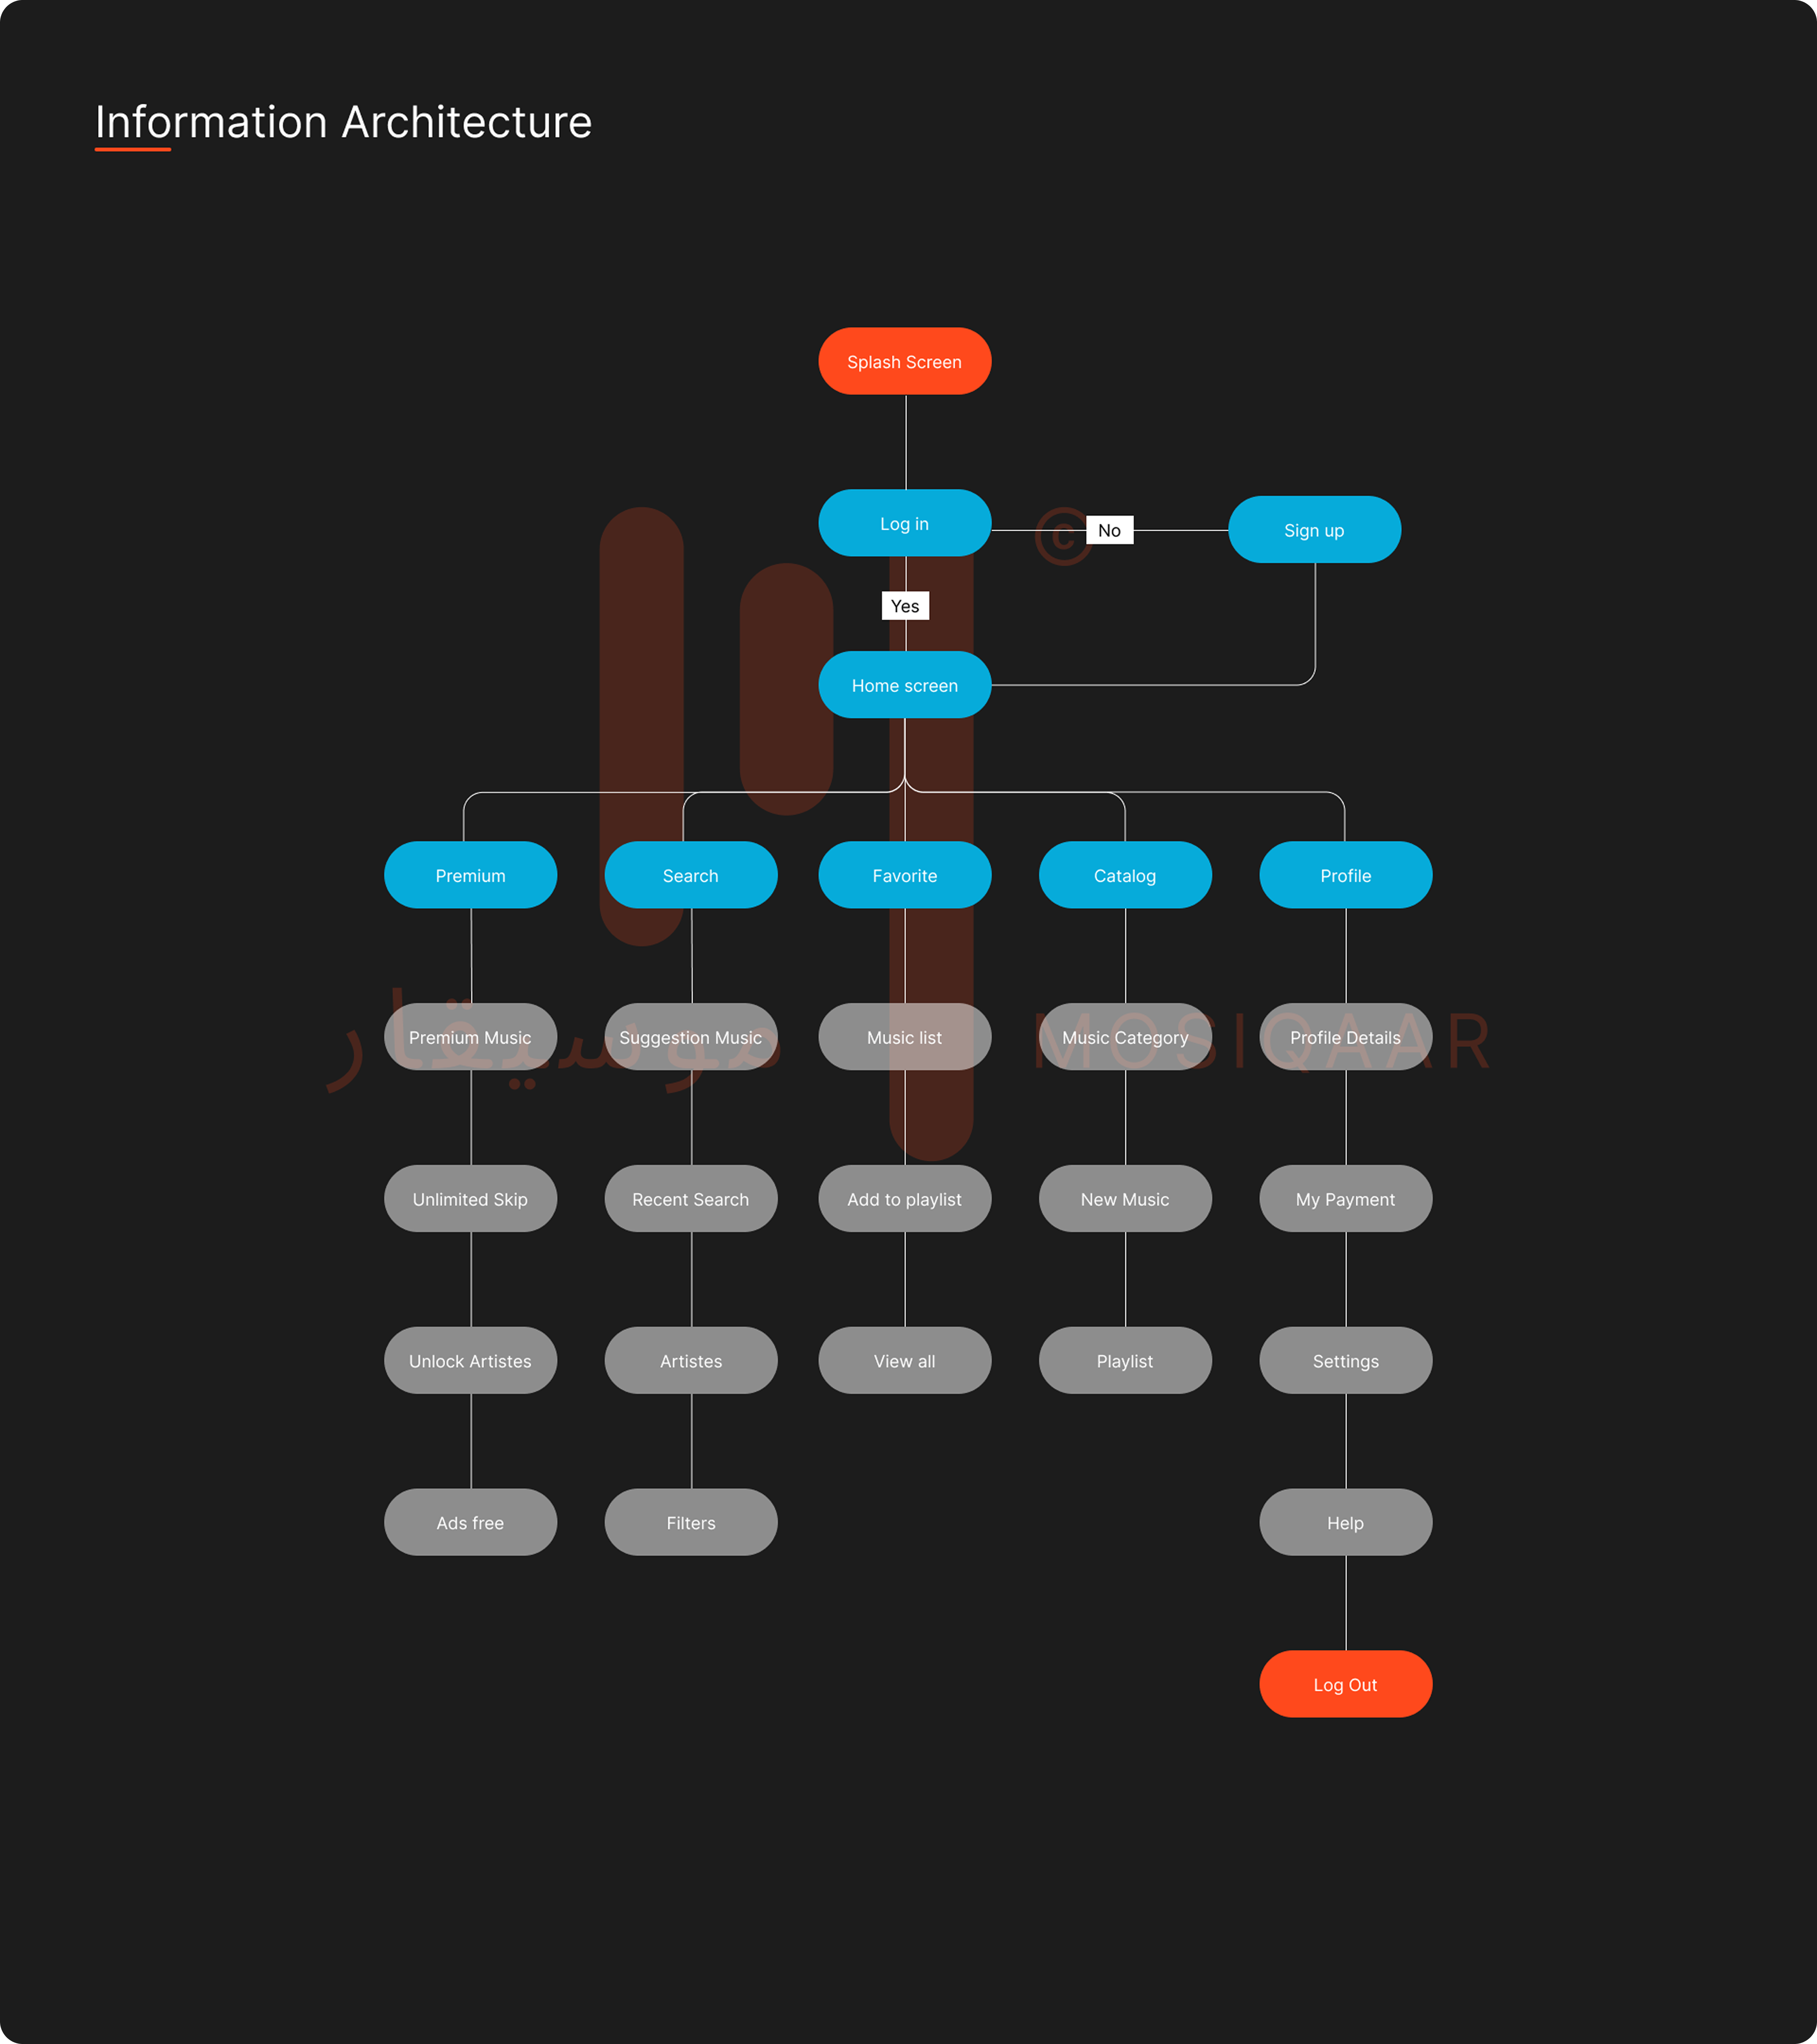 Information Architecture
Splash Screen
Log in
No
Sign up
©
Yes
Home screen
Premium
Search
Favorite
Catalog
Profile
Premium Music
Suggestion Music
Music list
Music Category
Profile Details
موسیقار
MOSIQAAR
Unlimited Skip
Recent Search
Add to playlist
New Music
My Payment
Unlock Artistes
Artistes
View all
Playlist
Settings
Ads free
Filters
Help
Log Out